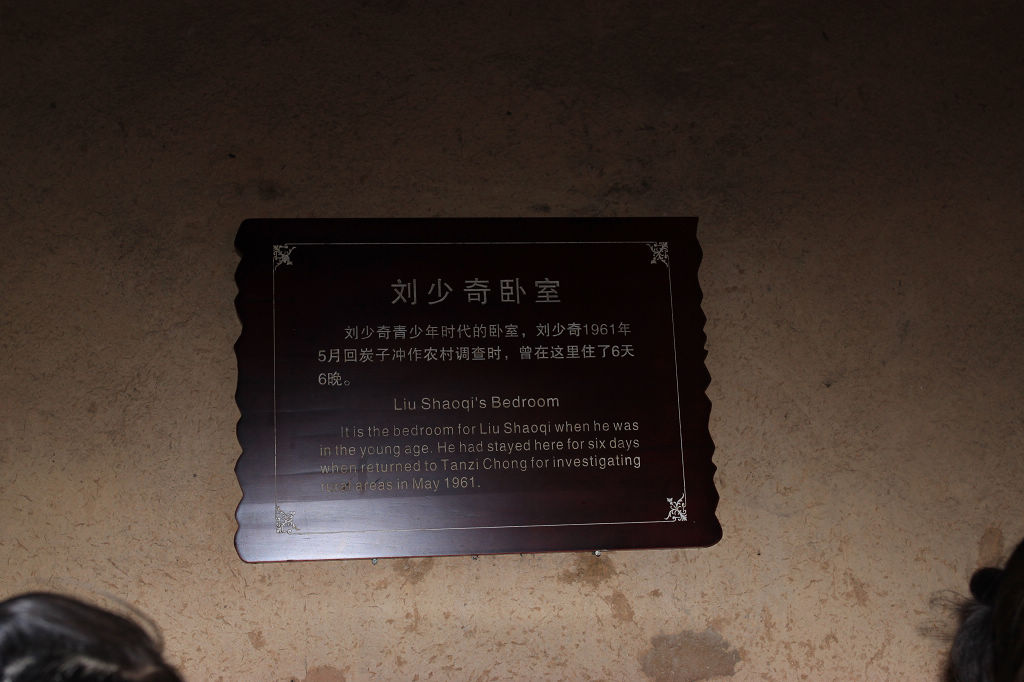 刘少奇卧室
刘少奇青少年时代的卧室，刘少奇1961年
5月回炭子冲作农村调查时，曾在这里住了6天
6晚。
Liu Shaoqi's Bedroom
It is the bedroom for Liu Shaoqi when he was
in the young age. He had stayed here for six days
when returned to Tanzi Chong for investigating
rural areas in May 1961.